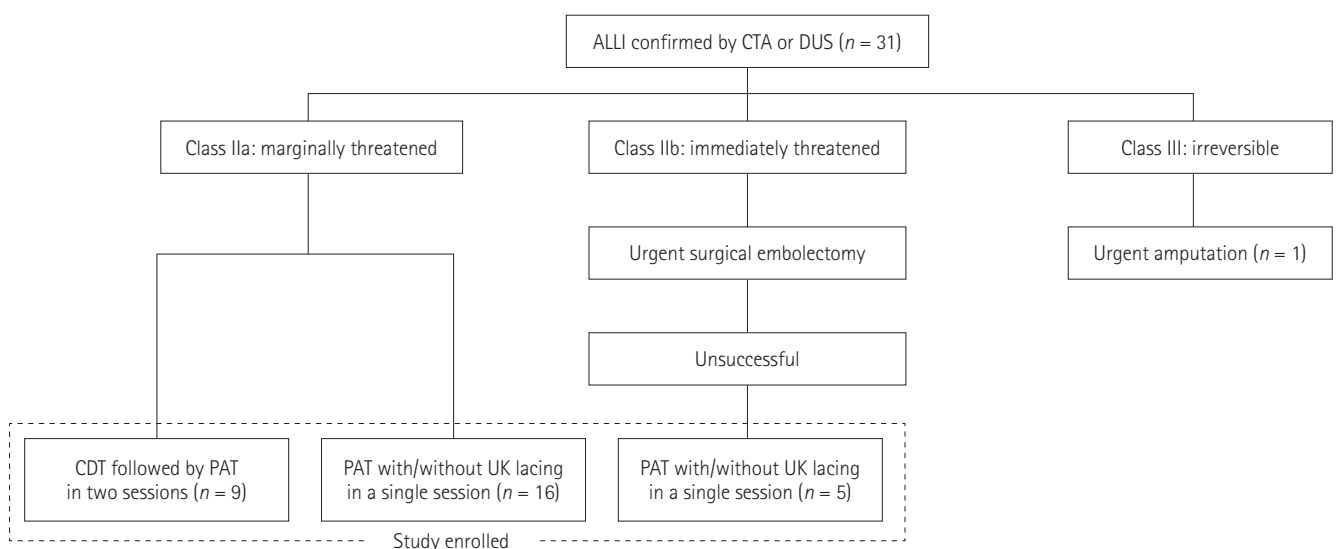 ALLI confirmed by CTA or DUS (n = 31)
Class IIa: marginally threatened
Class IIb: immediately threatened
Class III: irreversible
Urgent surgical embolectomy
Urgent amputation (n = 1)
Unsuccessful
CDT followed by PAT
in two sessions (n = 9)
PAT with/without UK lacing
in a single session (n = 16)
PAT with/without UK lacing
in a single session (n = 5)
Study enrolled